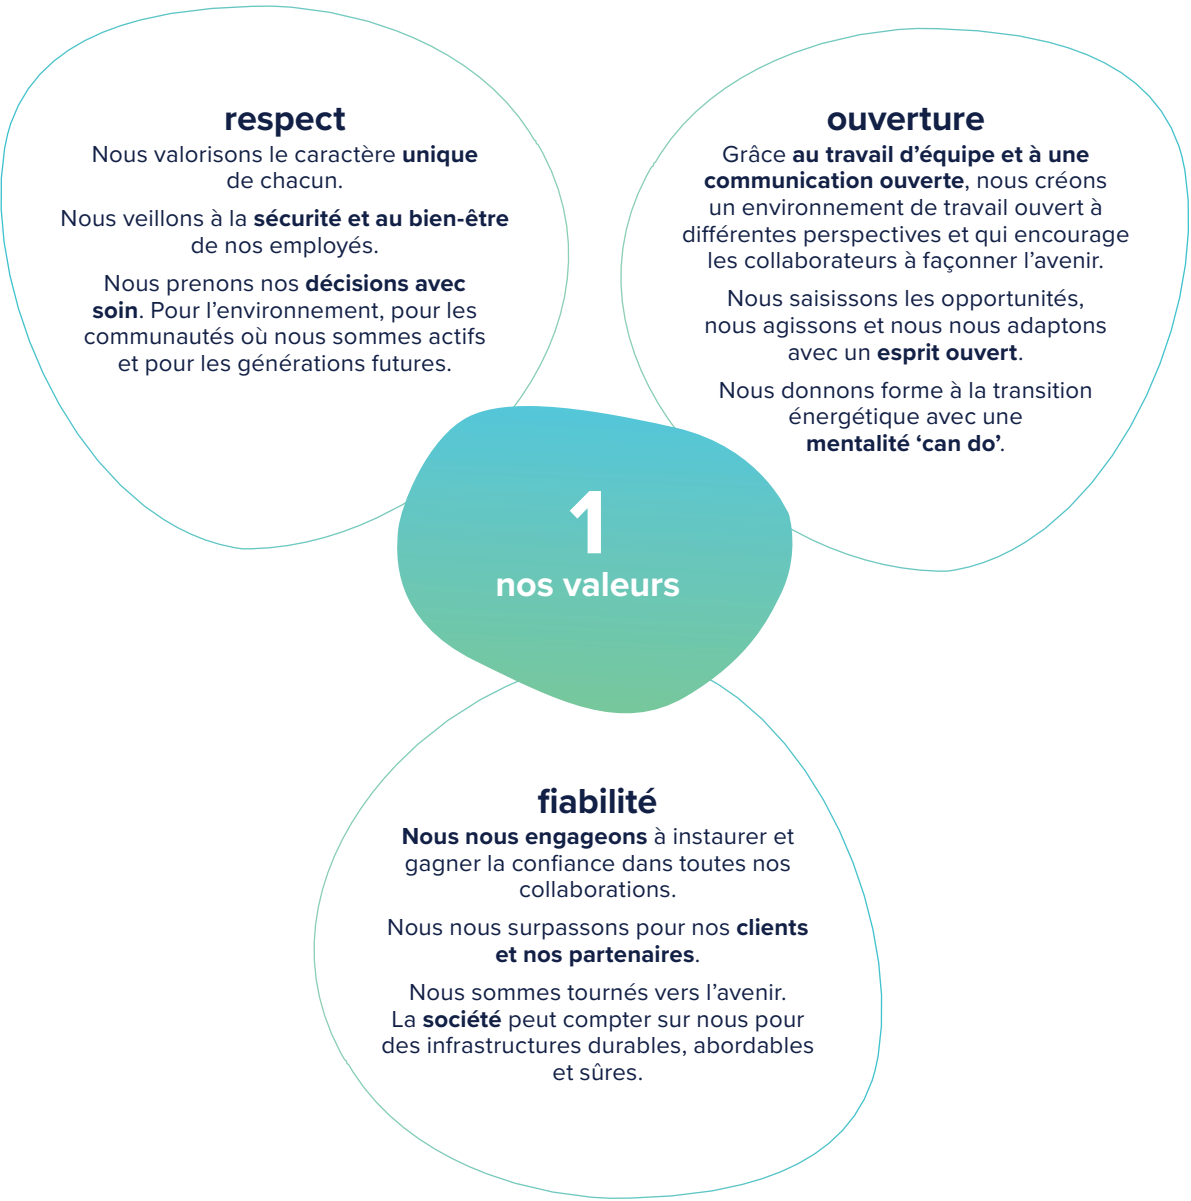 respect
Nous valorisons le caractère unique
de chacun.
Nous veillons à la sécurité et au bien-être
de nos employés.
Nous prenons nos décisions avec
soin. Pour l’environnement, pour les
communautés où nous sommes actifs
et pour les générations futures.
ouverture
Grâce au travail d’équipe et à une
communication ouverte, nous créons
un environnement de travail ouvert à
différentes perspectives et qui encourage
les collaborateurs à façonner l’avenir.
Nous saisissons les opportunités,
nous agissons et nous nous adaptons
avec un esprit ouvert.
Nous donnons forme à la transition
énergétique avec une
mentalité ‘can do’.
1
nos valeurs
fiabilité
Nous nous engageons à instaurer et
gagner la confiance dans toutes nos
collaborations.
Nous nous surpassons pour nos clients
et nos partenaires.
Nous sommes tournés vers l’avenir.
La société peut compter sur nous pour
des infrastructures durables, abordables
et sûres.